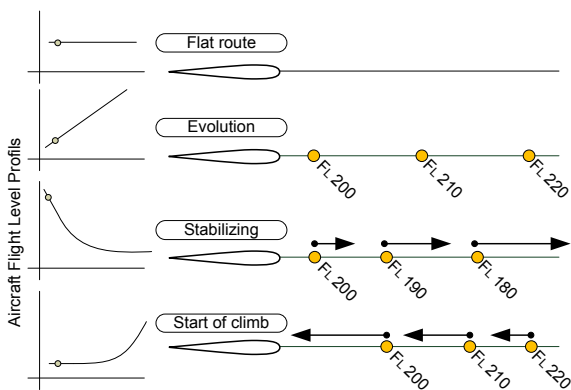 Aircraft Flight Level Profils
Flat route
Evolution
FL 200
FL 210
FL 220
Stabilizing
FL 200
FL 190
FL 180
Start of climb
FL 200
FL 210
FL 220